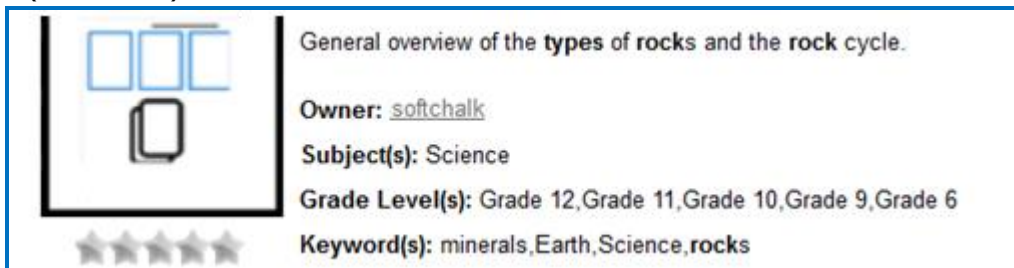 General overview of the types of rocks and the rock cycle.
Owner: softchalk
Subject(s): Science
Grade Level(s): Grade 12,Grade 11,Grade 10,Grade 9,Grade 6
Keyword(s): minerals,Earth,Science,rocks